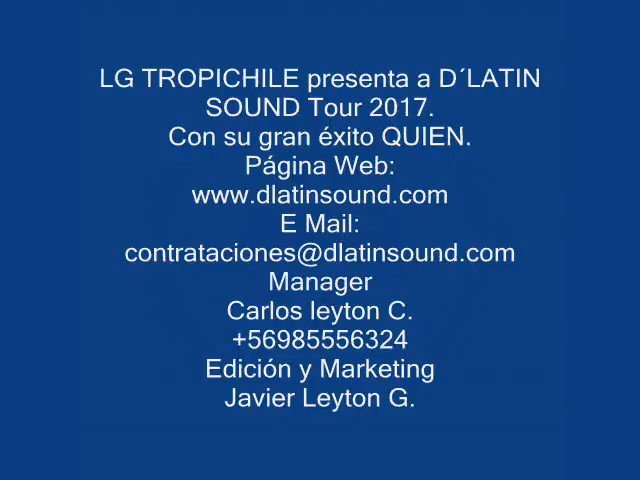 LG TROPICHILE presenta a D´LATIN
SOUND Tour 2017.
Con su gran éxito QUIEN.
Página Web:
www.dlatinsound.com
E Mail:
contrataciones@dlatinsound.com
Manager
Carlos leyton C.
+56985556324
Edición y Marketing
Javier Leyton G.